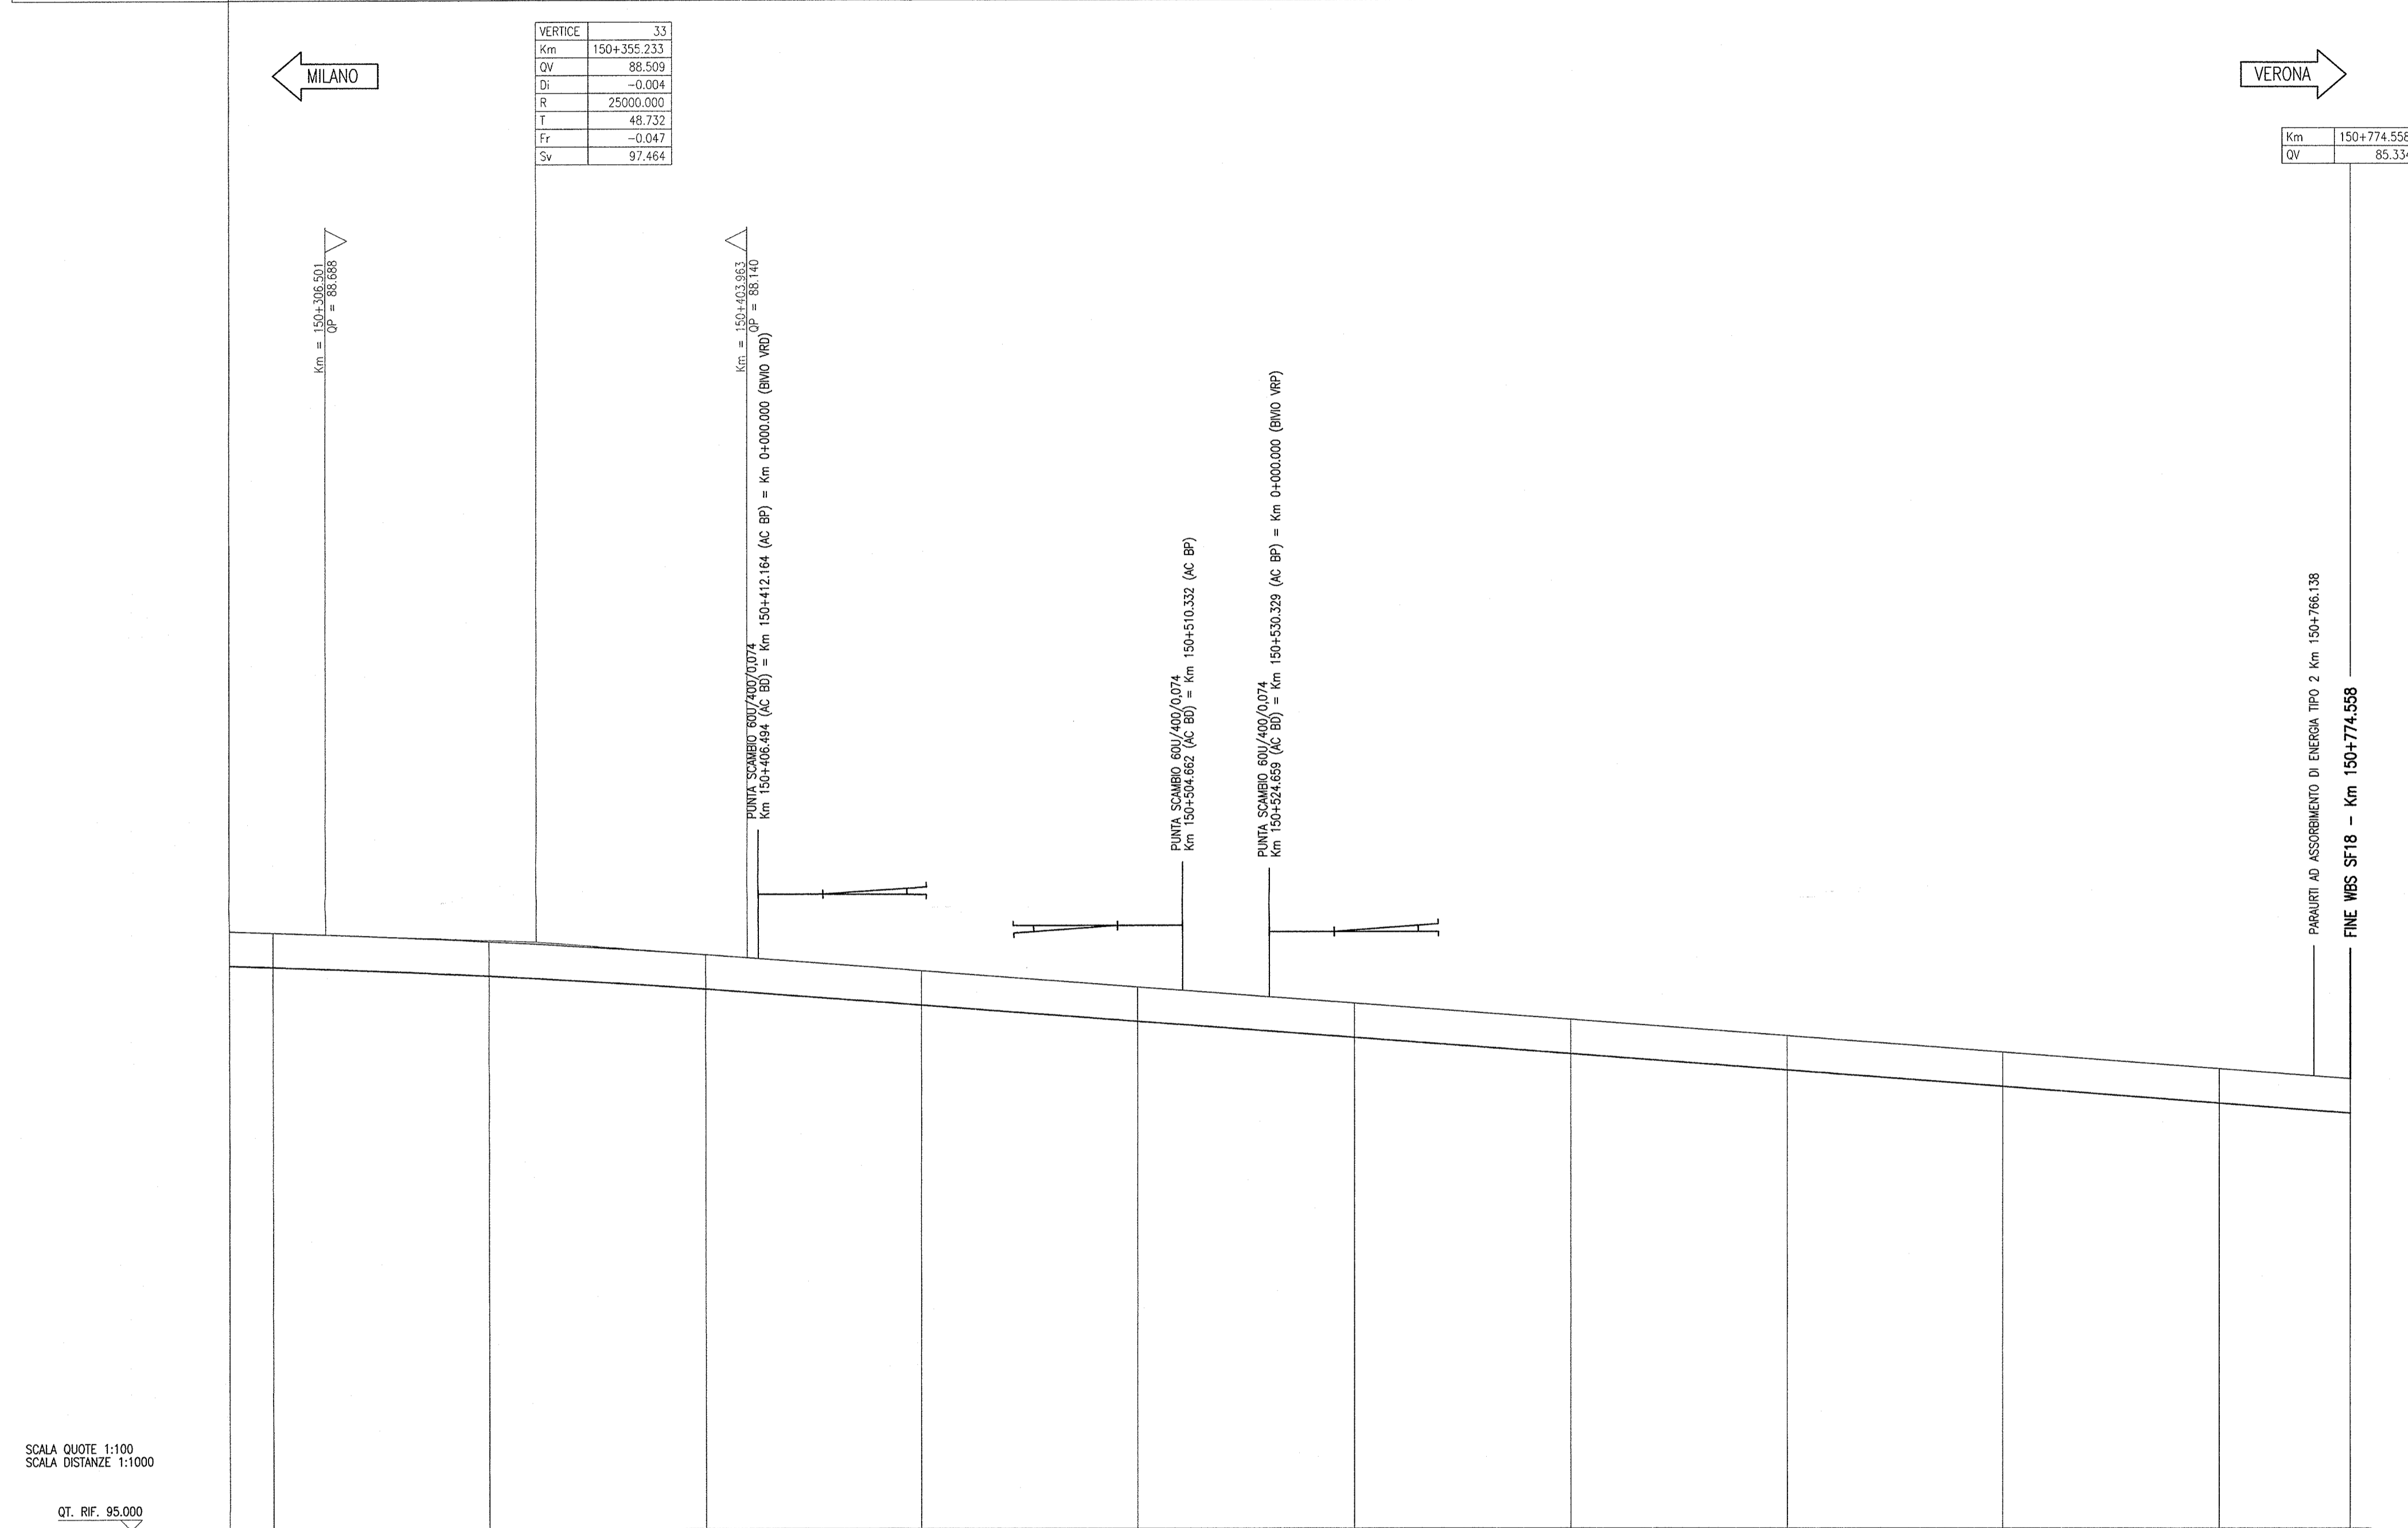 MILANO
VERTICE 33
Km 150+355.233
QV 88.509
Di -0.004
R 25000.000
T 48.732
Fr -0.047
Sv 97.464
VERONA
Km 150+774.558
QV 85.334
Km = 150+306.501
QP = 88.688
Km = 150+403.963
QP = 88.140
PUNTA SCAMBIO 60U/400/0,074
Km 150+406.494 (AC BD) = Km 150+412.164 (AC BP) = Km 0+000.000 (BIVIO VRD)
PUNTA SCAMBIO 60U/400/0,074
Km 150+504.662 (AC BD) = Km 150+510.332 (AC BP)
PUNTA SCAMBIO 60U/400/0,074
Km 150+524.659 (AC BD) = Km 150+530.329 (AC BP) = Km 0+000.000 (BIVIO VRP)
PARAURTI AD ASSORBIMENTO DI ENERGIA TIPO 2 Km 150+766.138
FINE WBS SF18 - Km 150+774.558
SCALA QUOTE 1:100
SCALA DISTANZE 1:1000
QT. RIF. 95.000